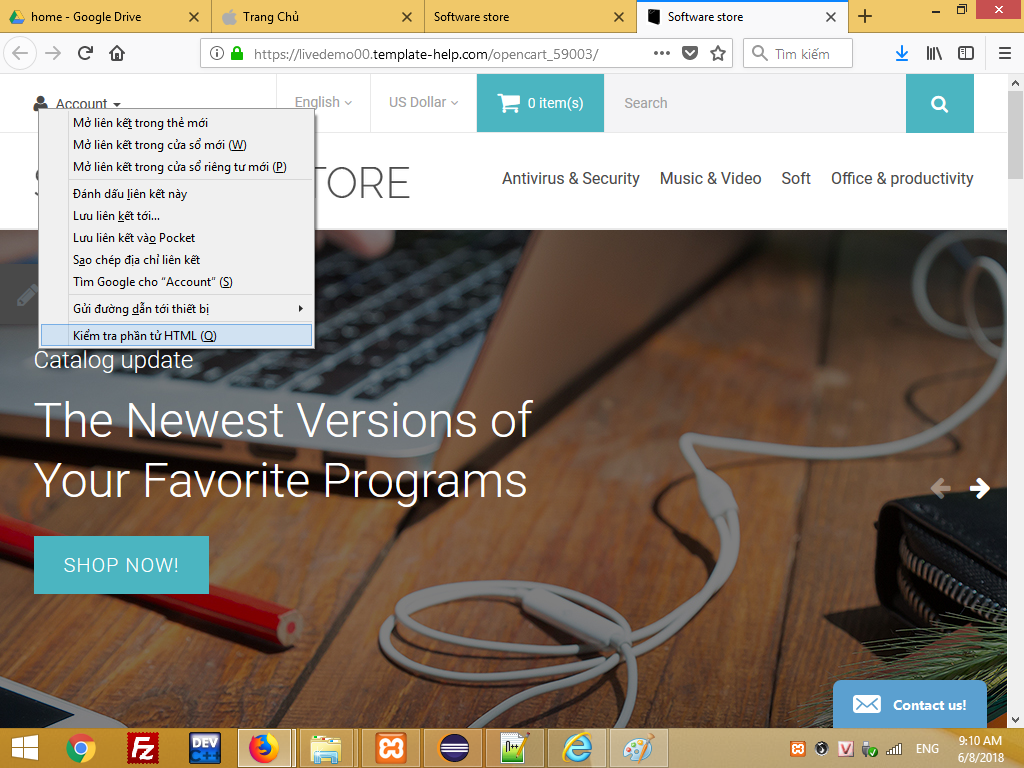 home - Google Drive
Trang Chủ
Software store
Software store
https://livedemo00.template-help.com/opencart_59003/
Tìm kiếm
Account
English
US Dollar
0 item(s)
Search
Mở liên kết trong thẻ mới
Mở liên kết trong cửa sổ mới (W)
Mở liên kết trong cửa sổ riêng tư mới (P)
Đánh dấu liên kết này
Lưu liên kết tới...
Lưu liên kết vào Pocket
Sao chép địa chỉ liên kết
Tìm Google cho “Account” (S)
Gửi đường dẫn tới thiết bị
Kiểm tra phần tử HTML (Q)
TORE
Antivirus & Security
Music & Video
Soft
Office & productivity
Catalog update
The Newest Versions of
Your Favorite Programs
SHOP NOW!
Contact us!
DEV
C++
ENG
9:10 AM
6/8/2018